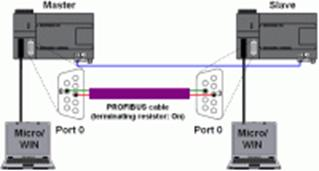 Master
Slave
PROFIBUS cable
(terminating resistor: On)
Port 0
Port 0
Micro/
WIN
Micro/
WIN